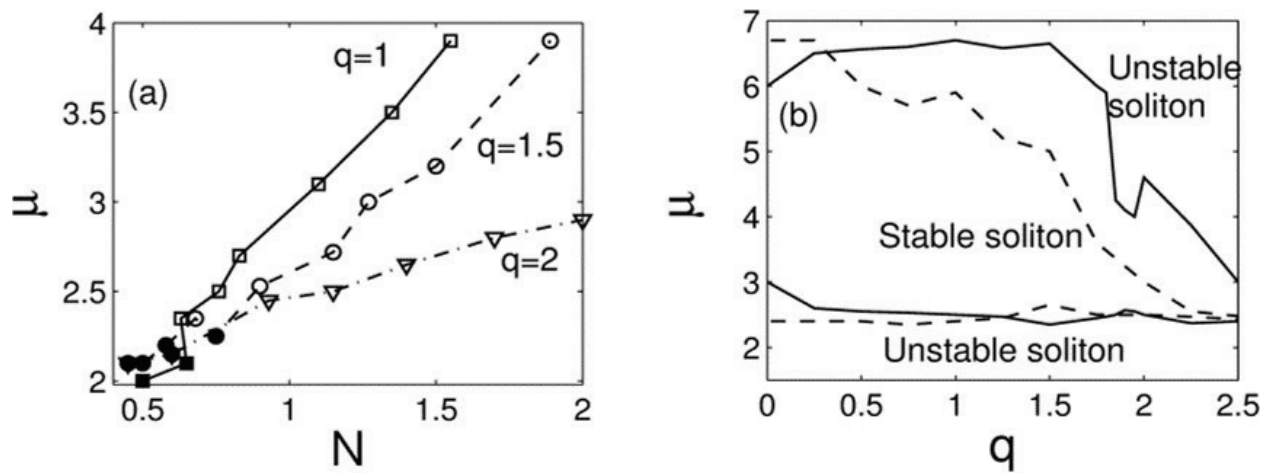 (a)
q=1
q=1.5
q=2
μ
4
3.5
3
2.5
2
0.5
1
1.5
2
N
(b)
Unstable
soliton
Stable soliton
Unstable soliton
μ
7
6
5
4
3
2
0
0.5
1
1.5
2
2.5
q